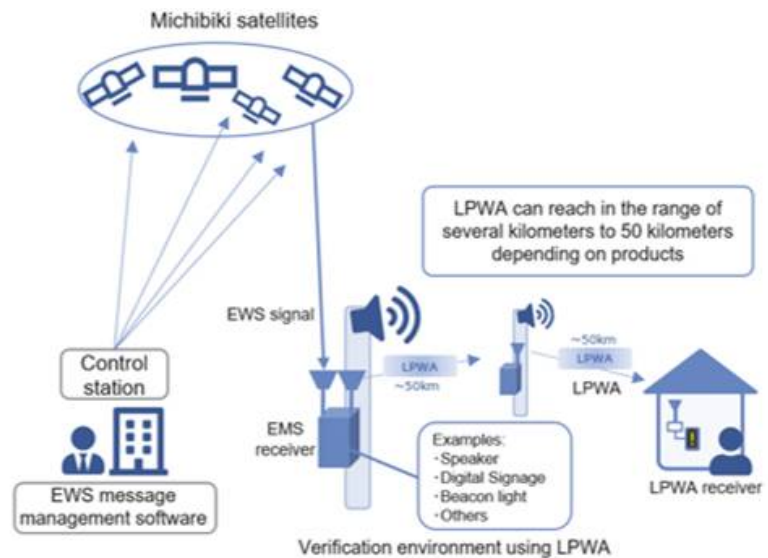 Michibiki satellites
LPWA can reach in the range of
several kilometers to 50 kilometers
depending on products
EWS signal
Control
station
LPWA
~50km
~50km
LPWA
LPWA
EMS
receiver
Examples:
・Speaker
・Digital Signage
・Beacon light
・Others
EWS message
management software
LPWA receiver
Verification environment using LPWA